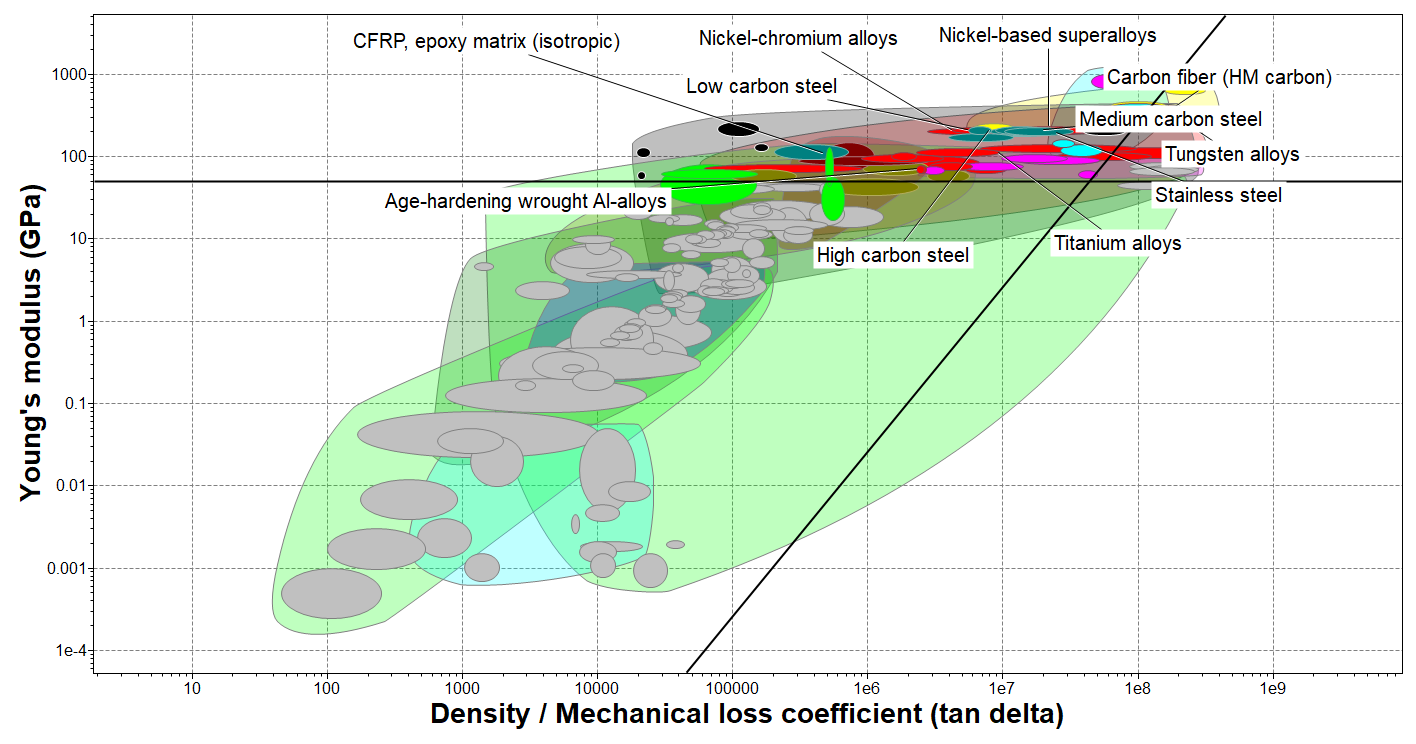 CFRP, epoxy matrix (isotropic)
Nickel-chromium alloys
Nickel-based superalloys
Low carbon steel
Carbon fiber (HM carbon)
Medium carbon steel
Tungsten alloys
Age-hardening wrought Al-alloys
Stainless steel
High carbon steel
Titanium alloys
Young's modulus (GPa)
1000
100
10
1
0.1
0.01
0.001
1e-4
10
100
1000
10000
100000
1e6
1e7
1e8
1e9
Density / Mechanical loss coefficient (tan delta)